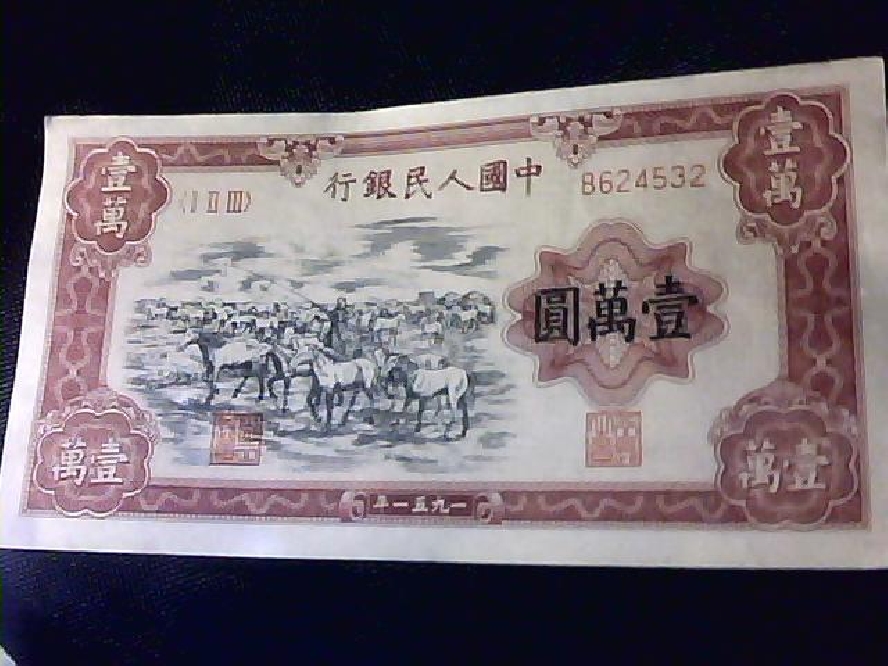 壹萬
壹萬
〈I II III〉
中國人民銀行
B624532
壹萬圓
壹萬
壹萬
一九五一年